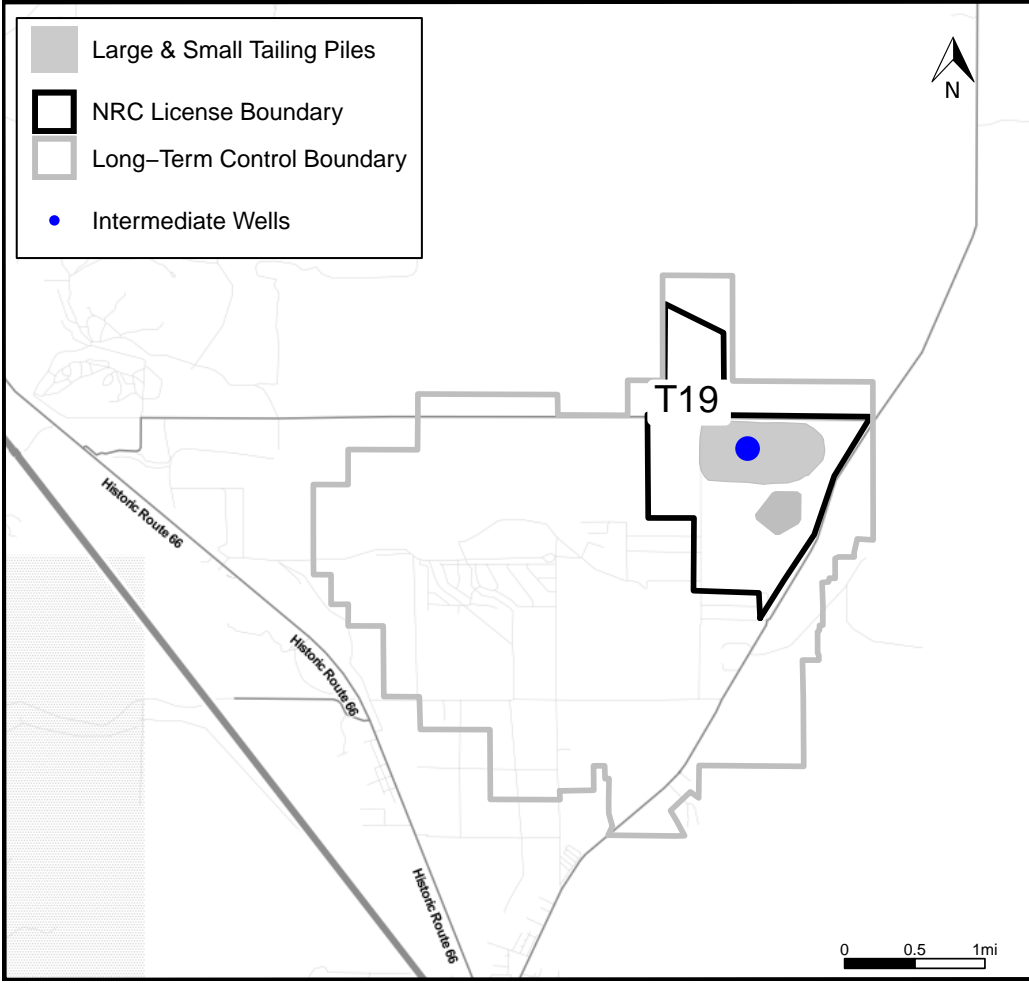 Large & Small Tailing Piles
NRC License Boundary
Long−Term Control Boundary
Intermediate Wells
N
T19
Historic Route 66
Historic Route 66
Historic Route 66
0 0.5 1mi